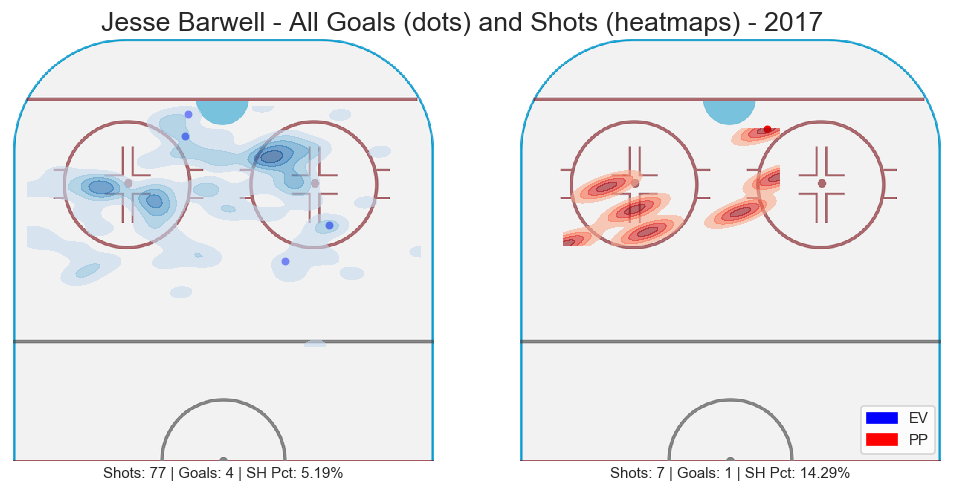 Jesse Barwell - All Goals (dots) and Shots (heatmaps) - 2017
EV
PP
Shots: 77 | Goals: 4 | SH Pct: 5.19%
Shots: 7 | Goals: 1 | SH Pct: 14.29%